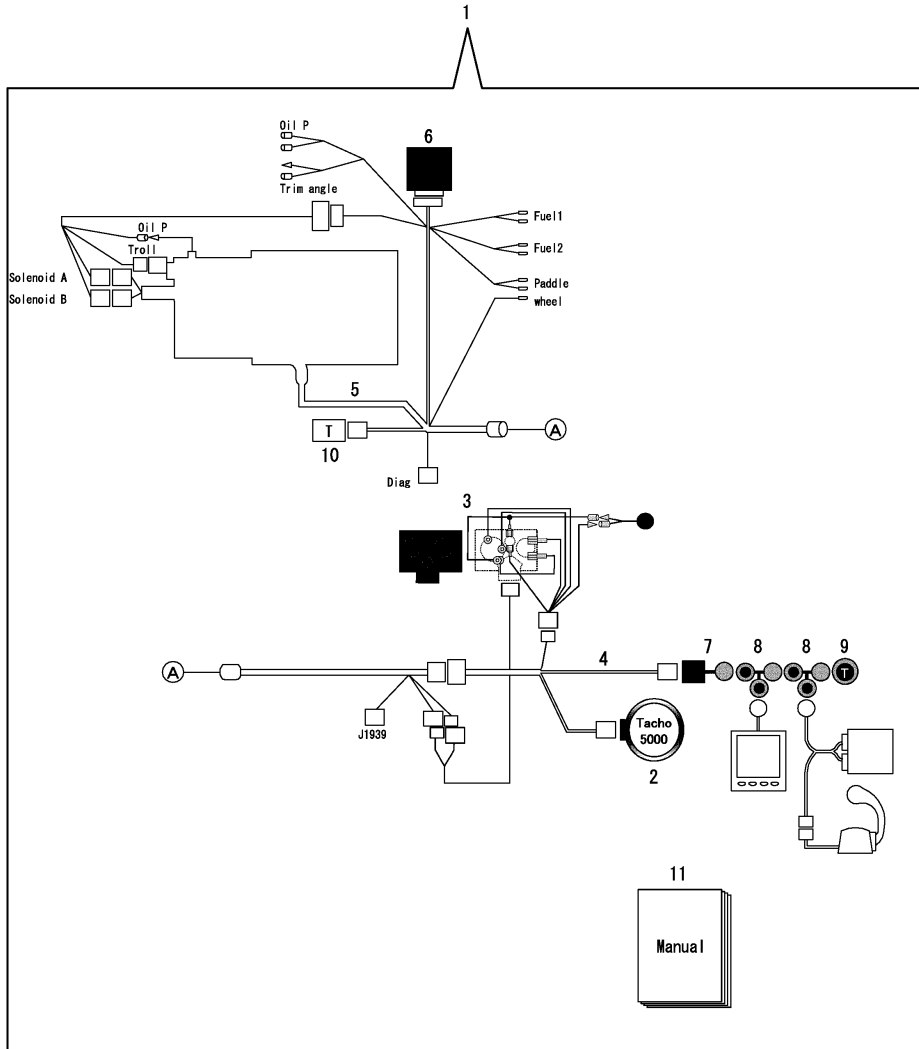 1
Oil P
6
Trim angle
Fuel1
Oil P
Fuel2
Troll
Solenoid A
Paddle
Solenoid B
wheel
5
T
A
10
Diag
3
7
8
8
9
4
A
T
J1939
Tacho
5000
2
11
Manual